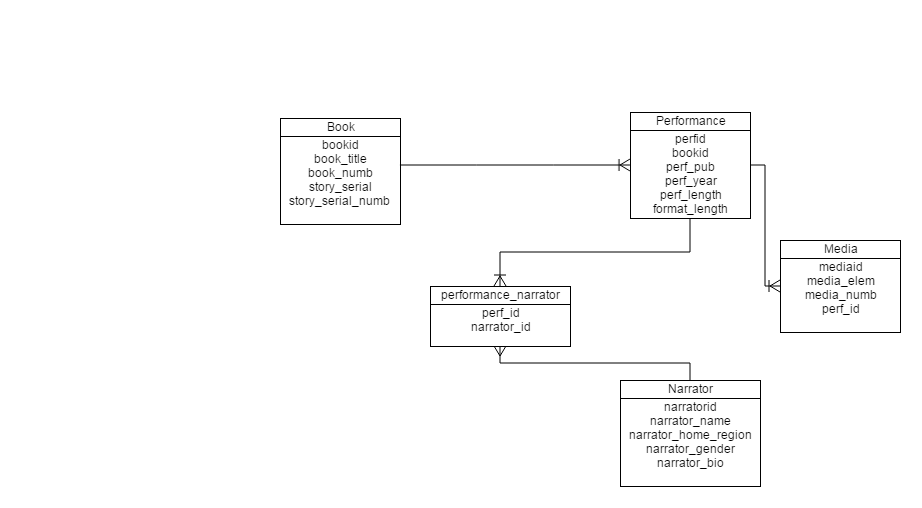 Book
bookid
book_title
book_numb
story_serial
story_serial_numb
Performance
perfid
bookid
perf_pub
perf_year
perf_length
format_length
Media
mediaid
media_elem
media_numb
perf_id
performance_narrator
perf_id
narrator_id
Narrator
narratorid
narrator_name
narrator_home_region
narrator_gender
narrator_bio